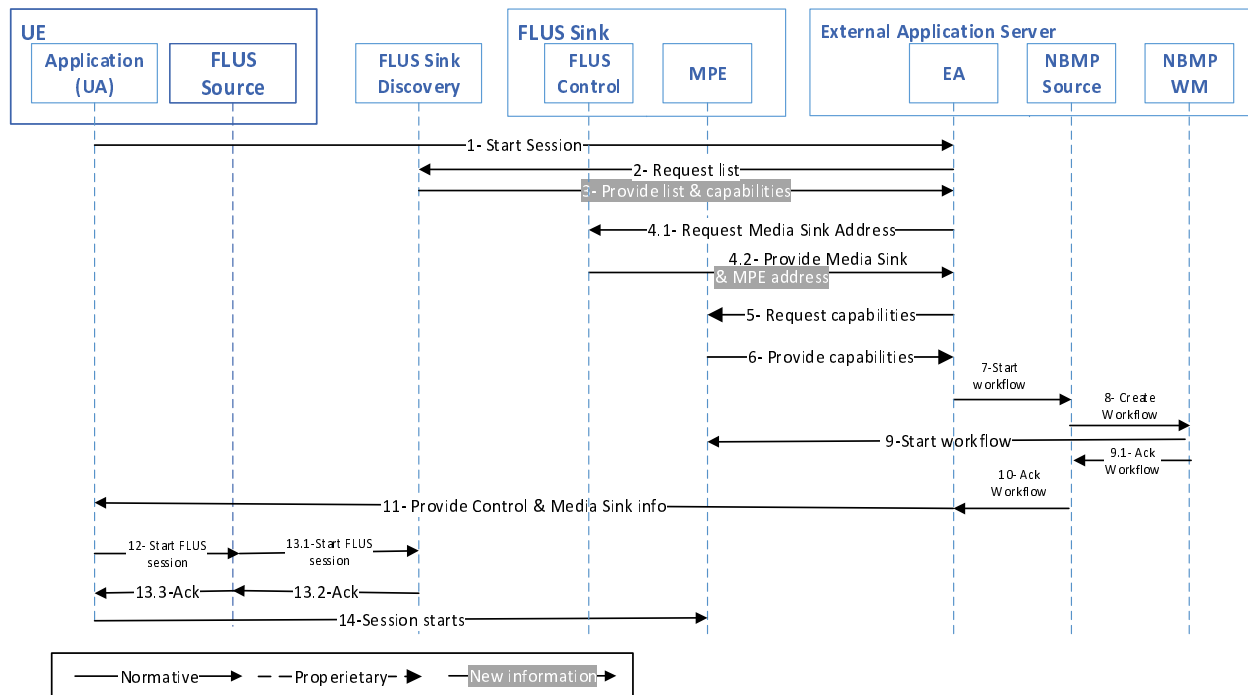 UE
FLUS Sink
External Application Server
Application
(UA)
FLUS
Source
FLUS Sink
Discovery
FLUS
Control
MPE
EA
NBMP
Source
NBMP
WM
1- Start Session
2- Request list
3- Provide list & capabilities
4.1- Request Media Sink Address
4.2- Provide Media Sink
& MPE address
5- Request capabilities
6- Provide capabilities
7-Start
workflow
8- Create
Workflow
9-Start workflow
9.1- Ack
Workflow
10- Ack
Workflow
11- Provide Control & Media Sink info
12- Start FLUS
session
13.1-Start FLUS
session
13.3-Ack
13.2-Ack
14-Session starts
Normative
Properietary
New information